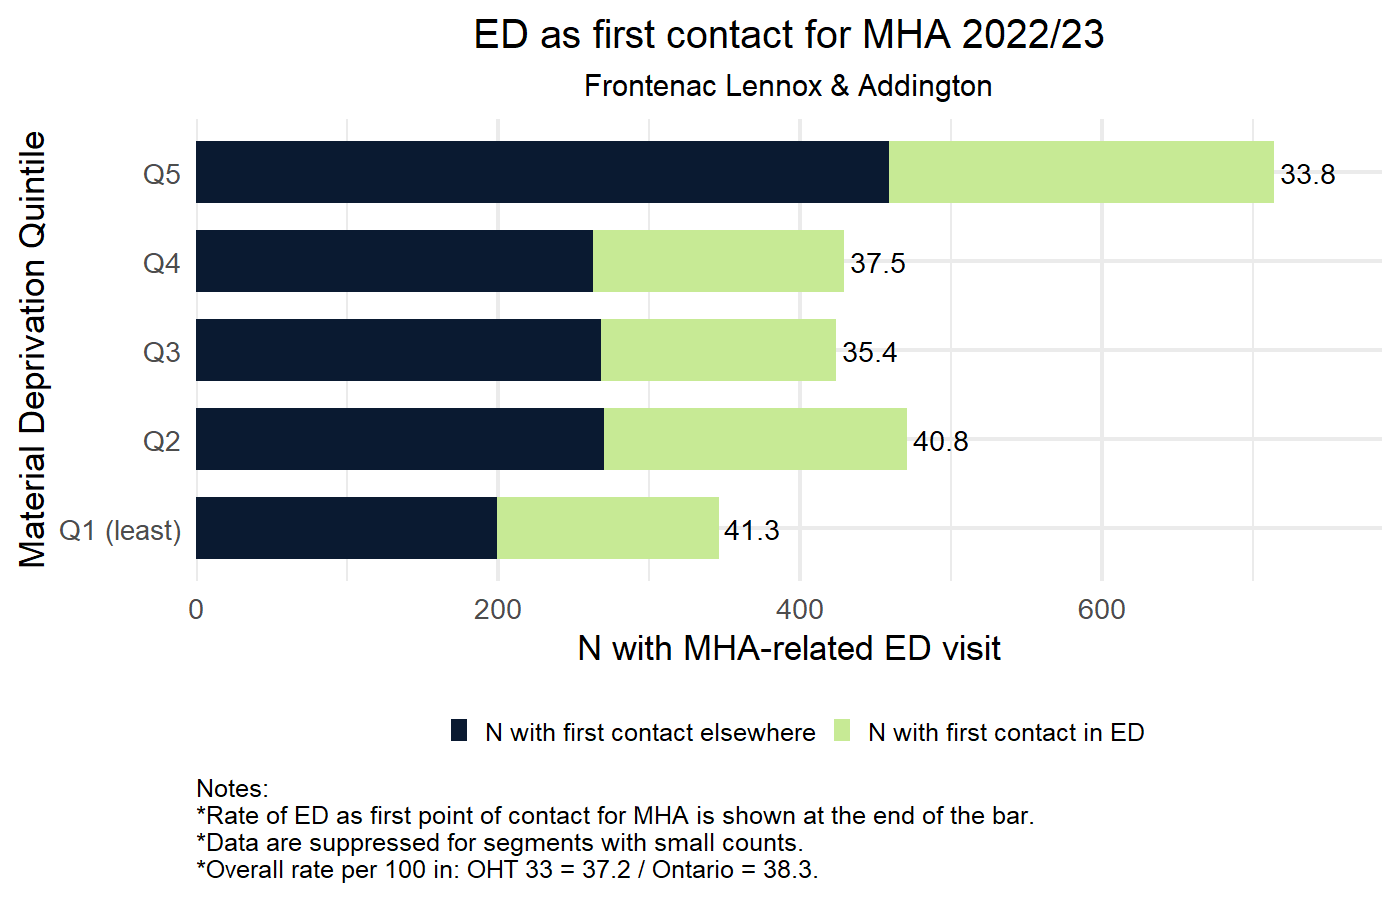 ED as first contact for MHA 2022/23
Frontenac Lennox & Addington
Material Deprivation Quintile
Q5
33.8
Q4
37.5
Q3
35.4
Q2
40.8
Q1 (least)
41.3
0
200
400
600
N with MHA-related ED visit
N with first contact elsewhere
N with first contact in ED
Notes:
*Rate of ED as first point of contact for MHA is shown at the end of the bar.
*Data are suppressed for segments with small counts.
*Overall rate per 100 in: OHT 33 = 37.2 / Ontario = 38.3.